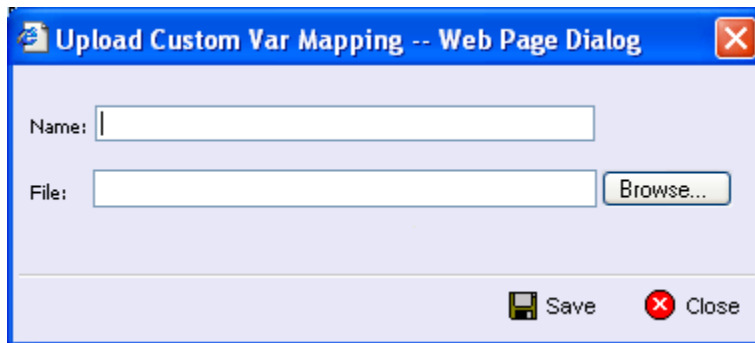 Upload Custom Var Mapping -- Web Page Dialog
Name:
File: Browse...
Save Close